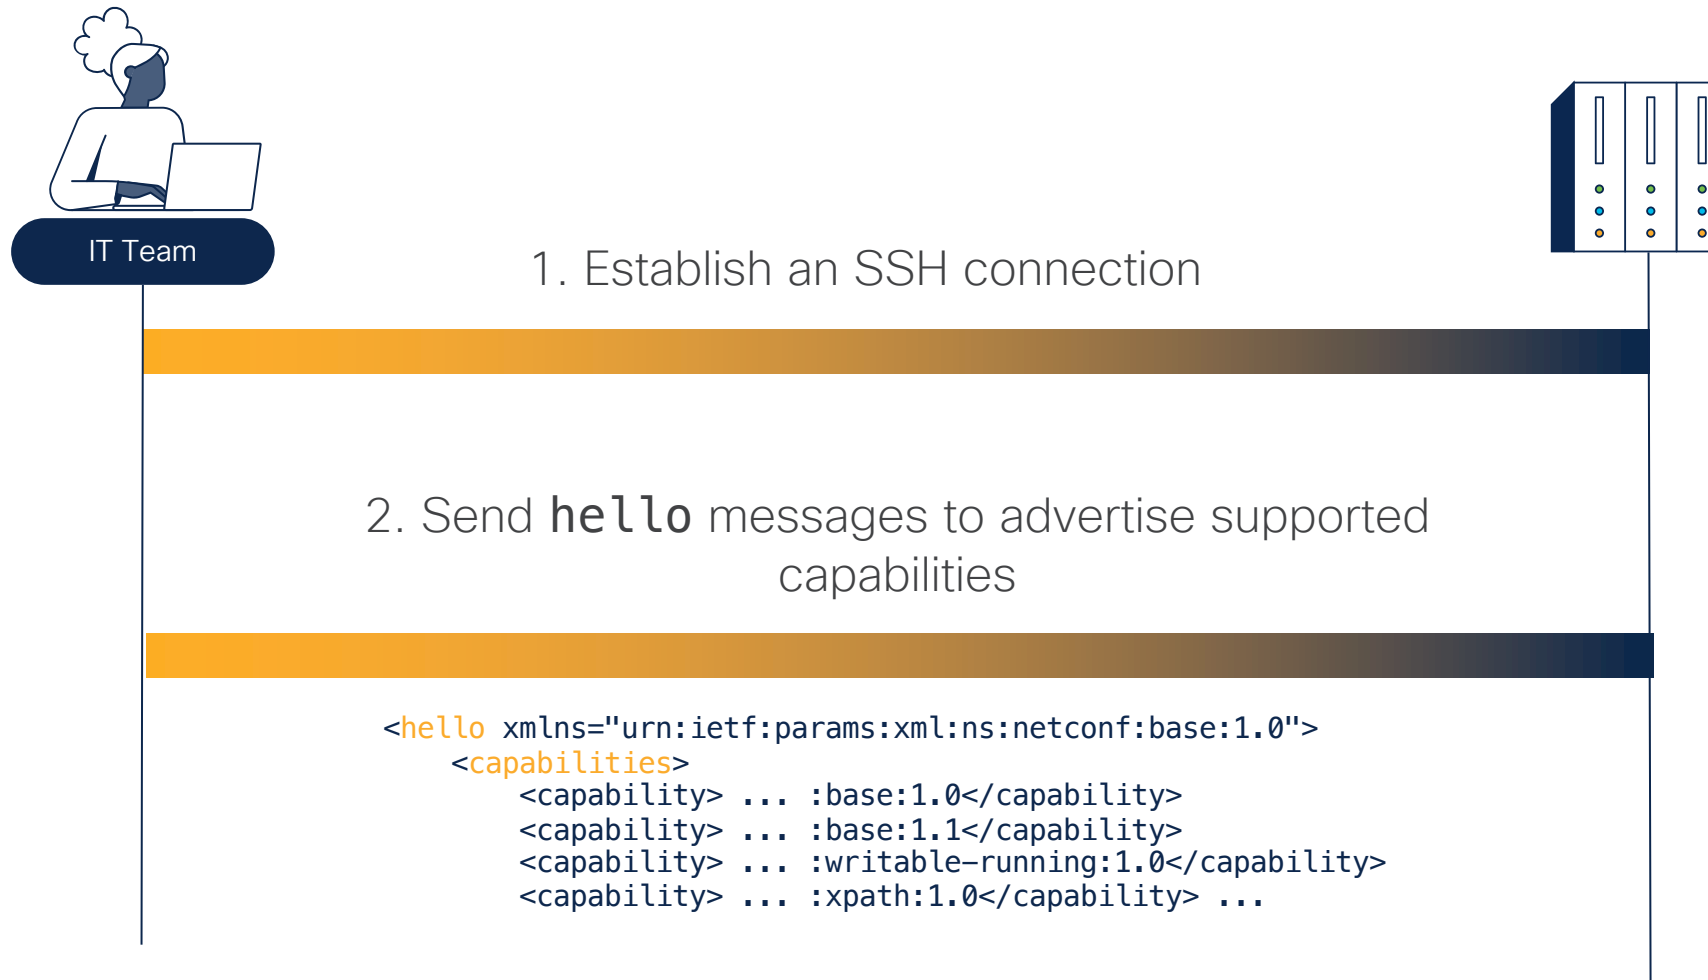 IT Team
1. Establish an SSH connection
2. Send hello messages to advertise supported
capabilities
<hello xmlns="urn:ietf:params:xml:ns:netconf:base:1.0">
<capabilities>
<capability> ... :base:1.0</capability>
<capability> ... :base:1.1</capability>
<capability> ... :writable-running:1.0</capability>
<capability> ... :xpath:1.0</capability> ...